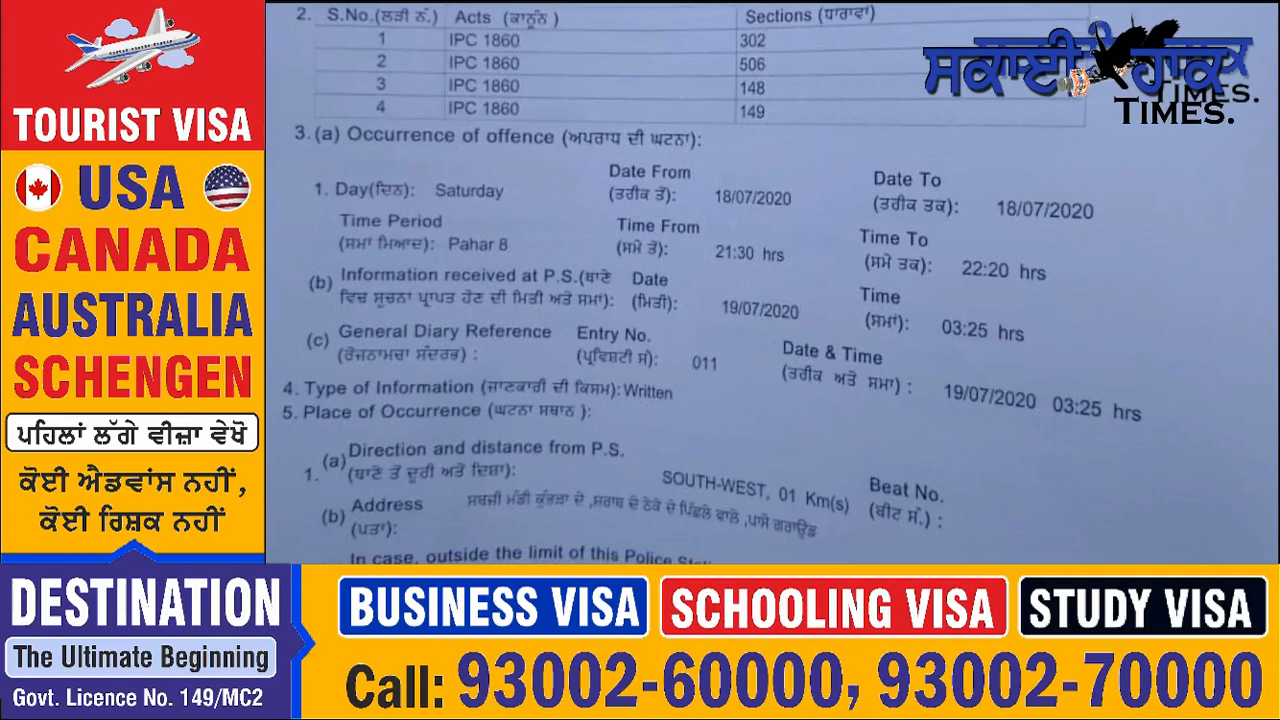 2. S.No.(ਲੜੀ ਨੰ.) Acts (ਕਾਨੂੰਨ ) Sections (ਧਾਰਾਵਾਂ)
1 IPC 1860 302
2 IPC 1860 506
3 IPC 1860 148
4 IPC 1860 149
3. (a) Occurrence of offence (ਅਪਰਾਧ ਦੀ ਘਟਨਾ):
1. Day(ਦਿਨ): Saturday Date From (ਤਰੀਕ ਤੋਂ): 18/07/2020 Date To (ਤਰੀਕ ਤਕ): 18/07/2020
Time Period (ਸਮਾਂ ਮਿਆਦ): Pahar 8 Time From (ਸਮੇ ਤੋਂ): 21:30 hrs Time To (ਸਮੇ ਤਕ): 22:20 hrs
(b) Information received at P.S.(ਥਾਣੇ ਵਿਚ ਸੂਚਨਾ ਪ੍ਰਾਪਤ ਹੋਣ ਦੀ ਮਿਤੀ ਅਤੇ ਸਮਾਂ): Date (ਮਿਤੀ): 19/07/2020 Time (ਸਮਾਂ): 03:25 hrs
(c) General Diary Reference (ਰੋਜ਼ਨਾਮਚਾ ਸੰਦਰਭ) : Entry No. (ਪ੍ਰਵਿਸ਼ਟੀ ਸੰ): 011 Date & Time (ਤਰੀਕ ਅਤੇ ਸਮਾ) : 19/07/2020 03:25 hrs
4. Type of Information (ਜਾਣਕਾਰੀ ਦੀ ਕਿਸਮ): Written
5. Place of Occurrence (ਘਟਨਾ ਸਥਾਨ ):
1. (a) Direction and distance from P.S. (ਥਾਣੇ ਤੋਂ ਦੂਰੀ ਅਤੇ ਦਿਸ਼ਾ): SOUTH-WEST, 01 Km(s) Beat No. (ਬੀਟ ਸੰ.) :
(b) Address (ਪਤਾ): ਸਬਜੀ ਮੰਡੀ ਕੁੰਭੜਾ ਦੇ ,ਸ਼ਰਾਬ ਦੇ ਠੇਕੇ ਦੇ ਪਿੱਛਲੇ ਵਾਲੇ ,ਪਾਸੇ ਗਰਾਉਂਡ
In case, outside the limit of this Police
ਸਕਾਈ ਹਾਕ
TIMES.
TOURIST VISA
USA
CANADA
AUSTRALIA
SCHENGEN
ਪਹਿਲਾਂ ਲੱਗੇ ਵੀਜ਼ਾ ਵੇਖੋ
ਕੋਈ ਐਡਵਾਂਸ ਨਹੀਂ,
ਕੋਈ ਰਿਸ਼ਕ ਨਹੀਂ
DESTINATION
The Ultimate Beginning
Govt. Licence No. 149/MC2
BUSINESS VISA SCHOOLING VISA STUDY VISA
Call: 93002-60000, 93002-70000